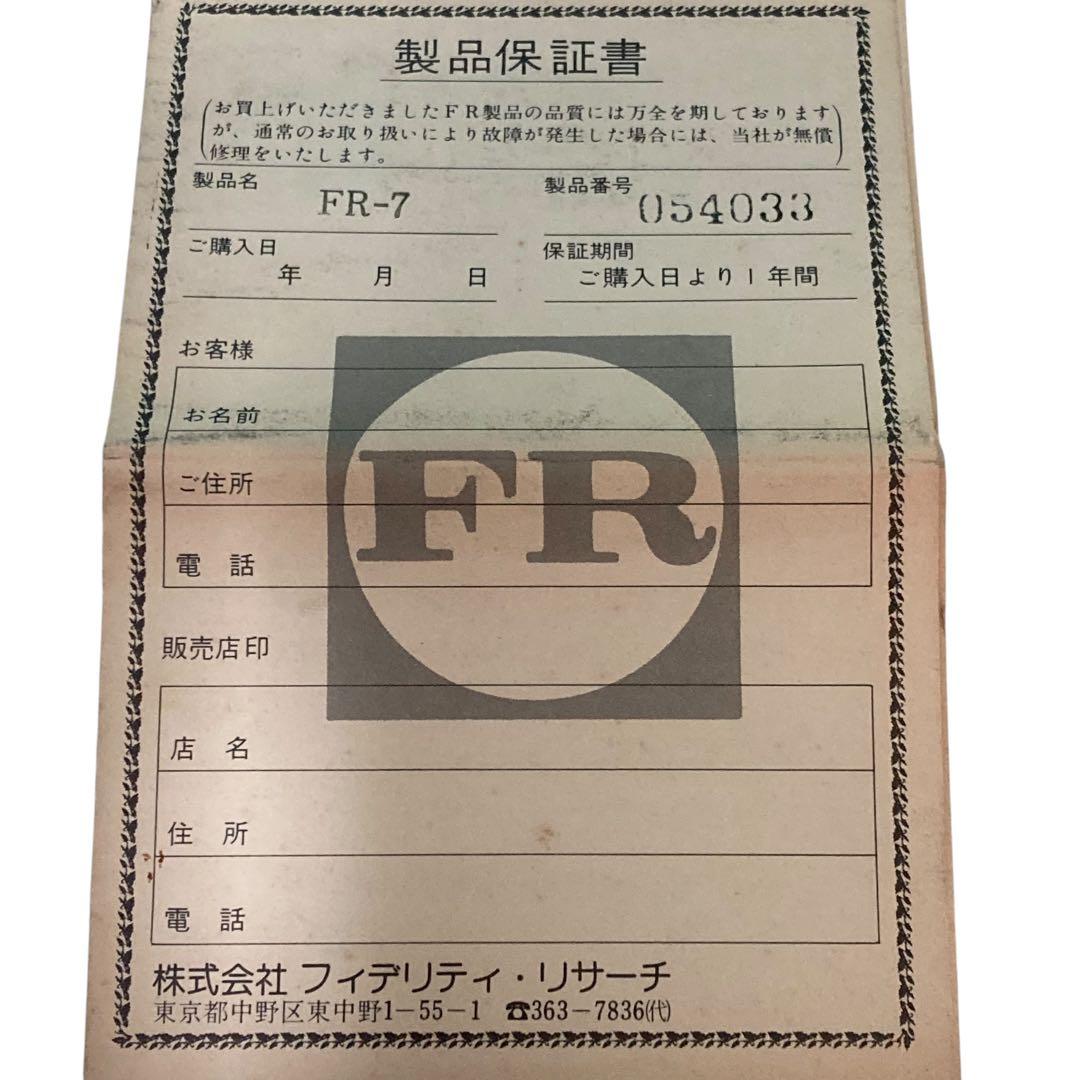 製品保証書
お買上げいただきましたFR製品の品質には万全を期しております
が、通常のお取り扱いにより故障が発生した場合には、当社が無償
修理をいたします。
製品名 FR-7
製品番号 054033
ご購入日
年 月 日
保証期間
ご購入日より1年間
お客様
お名前
ご住所
電話
FR
販売店印
店名
住所
電話
株式会社 フィデリティ・リサーチ
東京都中野区東中野1-55-1 ☎363-7836(代)